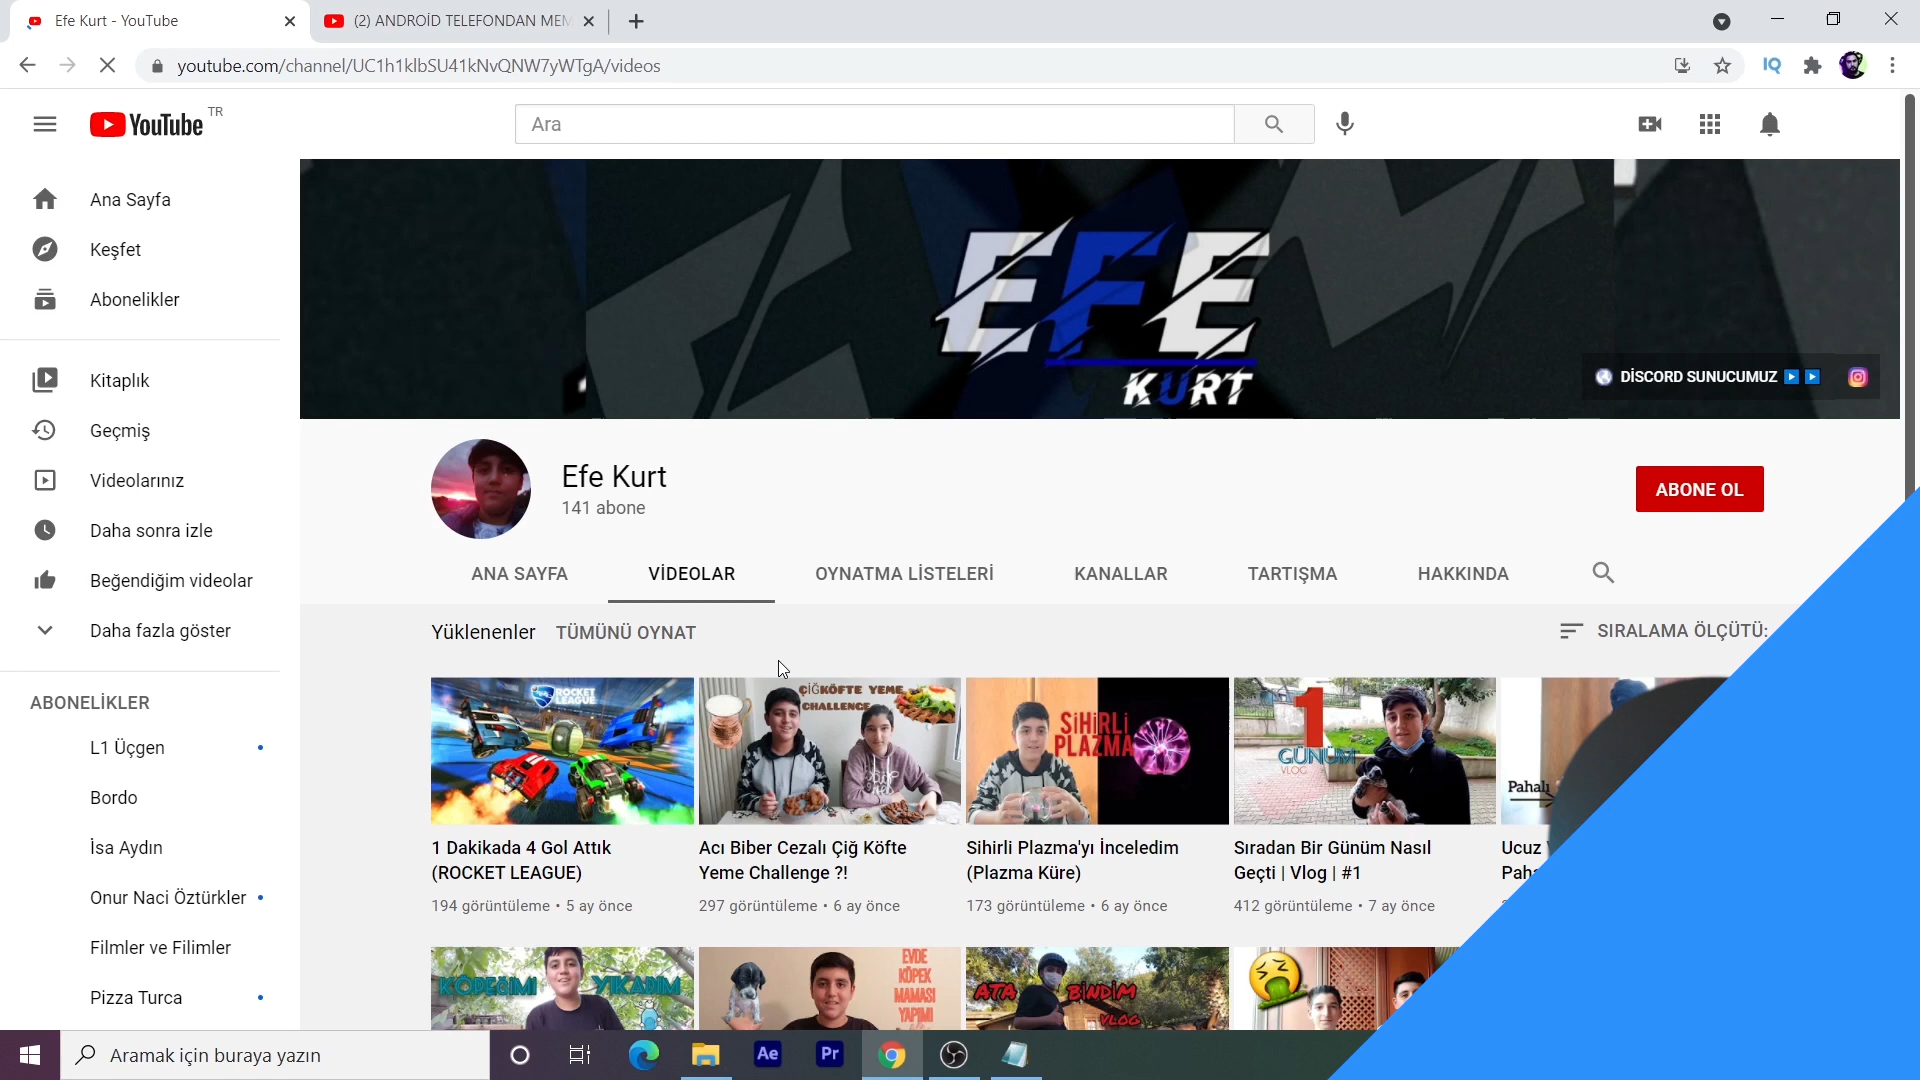 Efe Kurt - YouTube
(2) ANDROİD TELEFONDAN MEM
youtube.com/channel/UC1h1klbSU41kNvQNW7yWTgA/videos
IQ
YouTube TR
Ara
Ana Sayfa
Keşfet
Abonelikler
Kitaplık
Geçmiş
Videolarınız
Daha sonra izle
Beğendiğim videolar
Daha fazla göster
ABONELİKLER
L1 Üçgen
Bordo
İsa Aydın
Onur Naci Öztürkler
Filmler ve Filimler
Pizza Turca
EFE
KURT
DİSCORD SUNUCUMUZ
Efe Kurt
141 abone
ABONE OL
ANA SAYFA
VİDEOLAR
OYNATMA LİSTELERİ
KANALLAR
TARTIŞMA
HAKKINDA
Yüklenenler
TÜMÜNÜ OYNAT
SIRALAMA ÖLÇÜTÜ:
ROCKET
LEAGUE
1 Dakikada 4 Gol Attık
(ROCKET LEAGUE)
194 görüntüleme • 5 ay önce
ÇİĞKÖFTE YEME
CHALLENGE
Acı Biber Cezalı Çiğ Köfte
Yeme Challenge ?!
297 görüntüleme • 6 ay önce
SİHİRLİ
PLAZMA
Sihirli Plazma'yı İnceledim
(Plazma Küre)
173 görüntüleme • 6 ay önce
1
GÜNÜM
VLOG
Sıradan Bir Günüm Nasıl
Geçti | Vlog | #1
412 görüntüleme • 7 ay önce
Pahalı
Ucuz
KÖPEĞİMİ YIKADIM
EVDE
KÖPEK
MAMASI
YAPIMI
ATA BİNDİM
VLOG
Aramak için buraya yazın
Ae
Pr